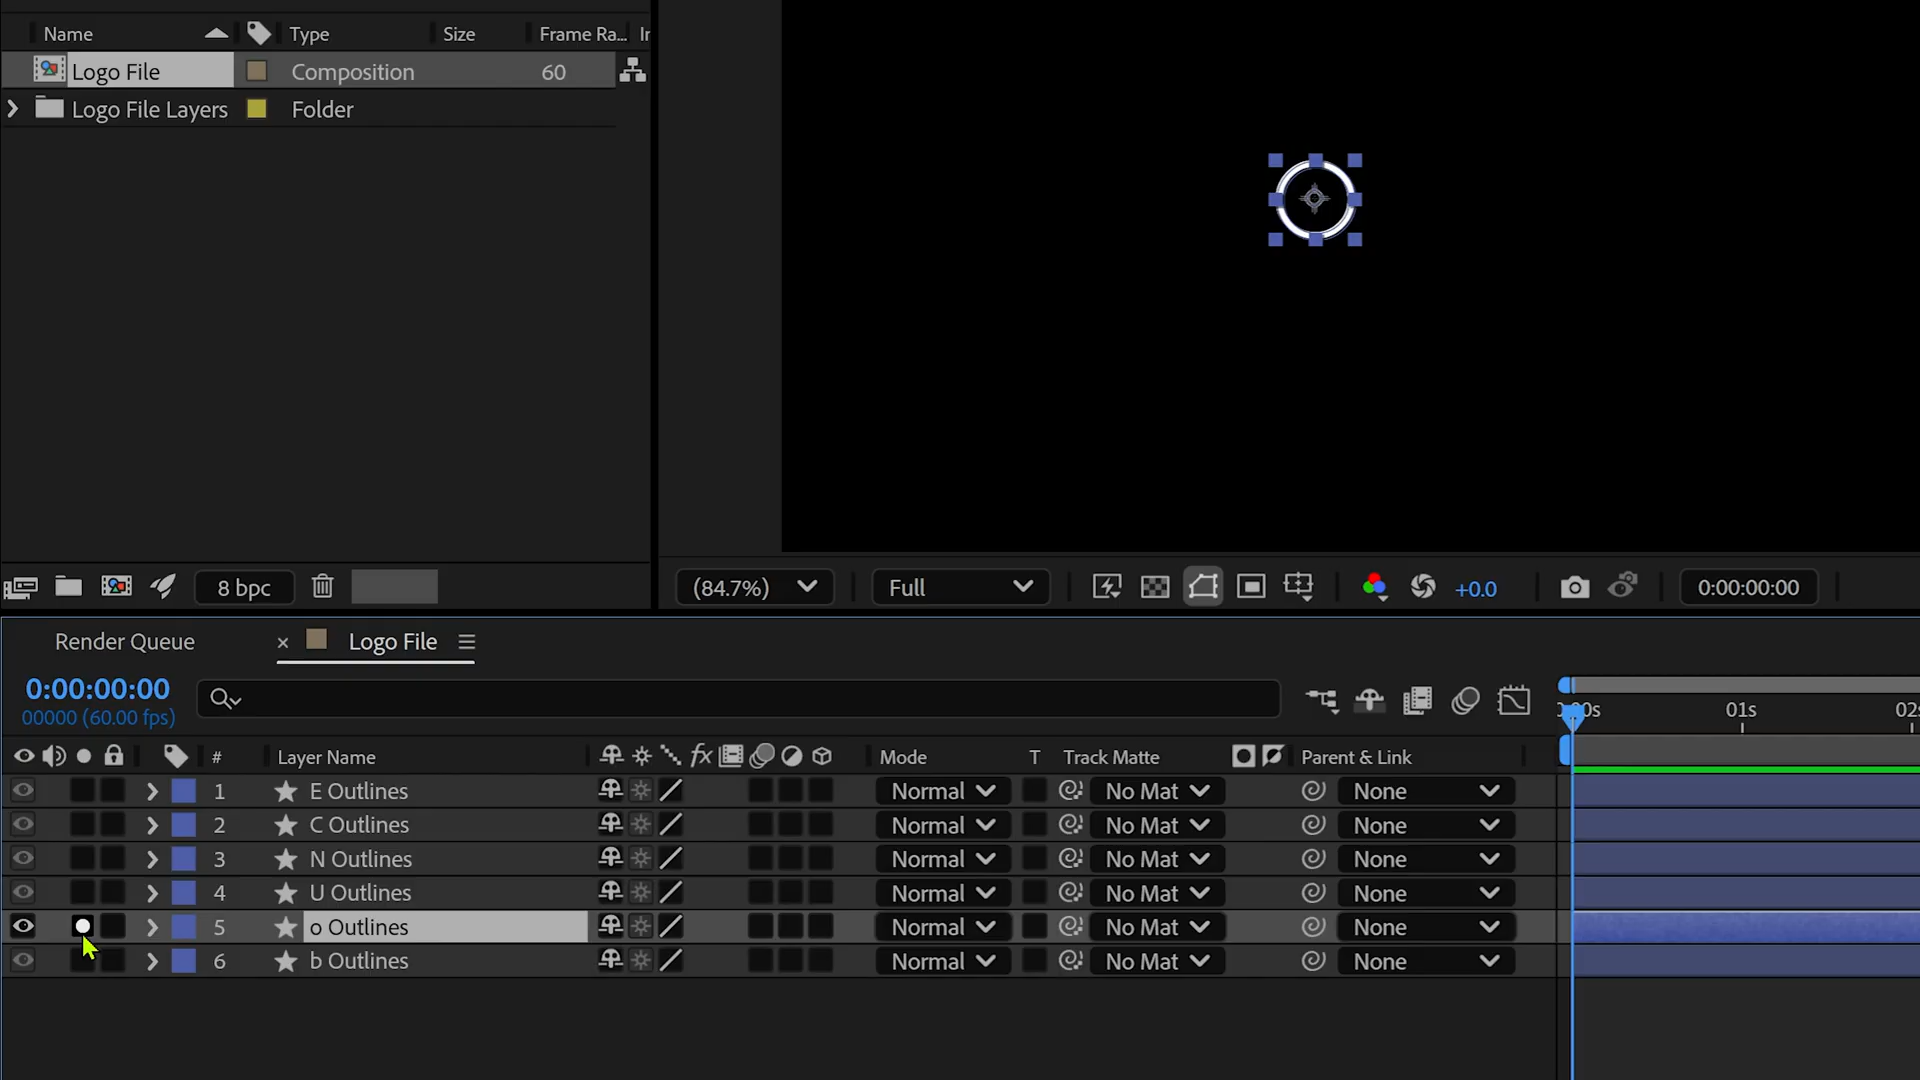 Name Type Size Frame Ra... In
Logo File Composition 60
Logo File Layers Folder
8 bpc
(84.7%) Full +0.0 0:00:00:00
Render Queue × Logo File
0:00:00:00
00000 (60.00 fps)
01s
# Layer Name fx Mode T Track Matte Parent & Link
1 E Outlines Normal No Mat None
2 C Outlines Normal No Mat None
3 N Outlines Normal No Mat None
4 U Outlines Normal No Mat None
5 o Outlines Normal No Mat None
6 b Outlines Normal No Mat None